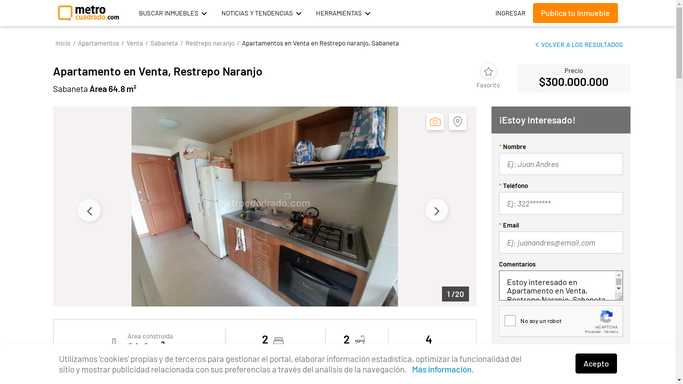 metro
cuadrado.com
BUSCAR INMUEBLES
NOTICIAS Y TENDENCIAS
HERRAMIENTAS
INGRESAR
Publica tu Inmueble
Inicio / Apartamentos / Venta / Sabaneta / Restrepo naranjo / Apartamentos en Venta en Restrepo naranjo, Sabaneta
< VOLVER A LOS RESULTADOS
Apartamento en Venta, Restrepo Naranjo
Sabaneta Área 64.8 m²
Favorito
Precio
$300.000.000
¡Estoy Interesado!
* Nombre
Ej: Juan Andres
* Teléfono
Ej: 322*******
* Email
Ej: juanandres@email.com
Comentarios
Estoy interesado en
Apartamento en Venta,
Restrepo Naranjo, Sabaneta
No soy un robot
reCAPTCHA
Privacidad - Términos
metrocuadrado.com
1 / 20
Área construida
2
2
4
Utilizamos 'cookies' propias y de terceros para gestionar el portal, elaborar información estadística, optimizar la funcionalidad del
sitio y mostrar publicidad relacionada con sus preferencias a través del análisis de la navegación. Más información.
Acepto